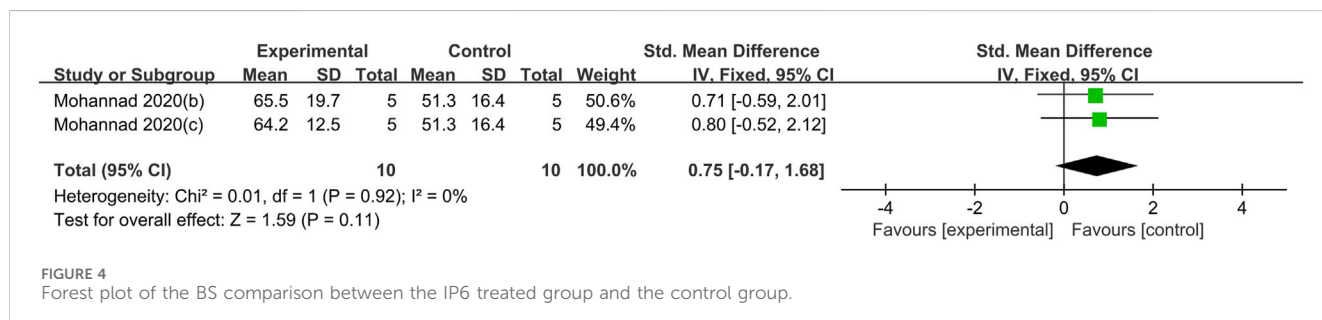 Experimental Control Std. Mean Difference Std. Mean Difference
Study or Subgroup Mean SD Total Mean SD Total Weight IV, Fixed, 95% CI IV, Fixed, 95% CI
Mohannad 2020(b) 65.5 19.7 5 51.3 16.4 5 50.6% 0.71 [-0.59, 2.01]
Mohannad 2020(c) 64.2 12.5 5 51.3 16.4 5 49.4% 0.80 [-0.52, 2.12]
Total (95% CI) 10 10 100.0% 0.75 [-0.17, 1.68]
Heterogeneity: Chi² = 0.01, df = 1 (P = 0.92); I² = 0%
Test for overall effect: Z = 1.59 (P = 0.11)
-4 -2 0 2 4
Favours [experimental] Favours [control]
FIGURE 4
Forest plot of the BS comparison between the IP6 treated group and the control group.